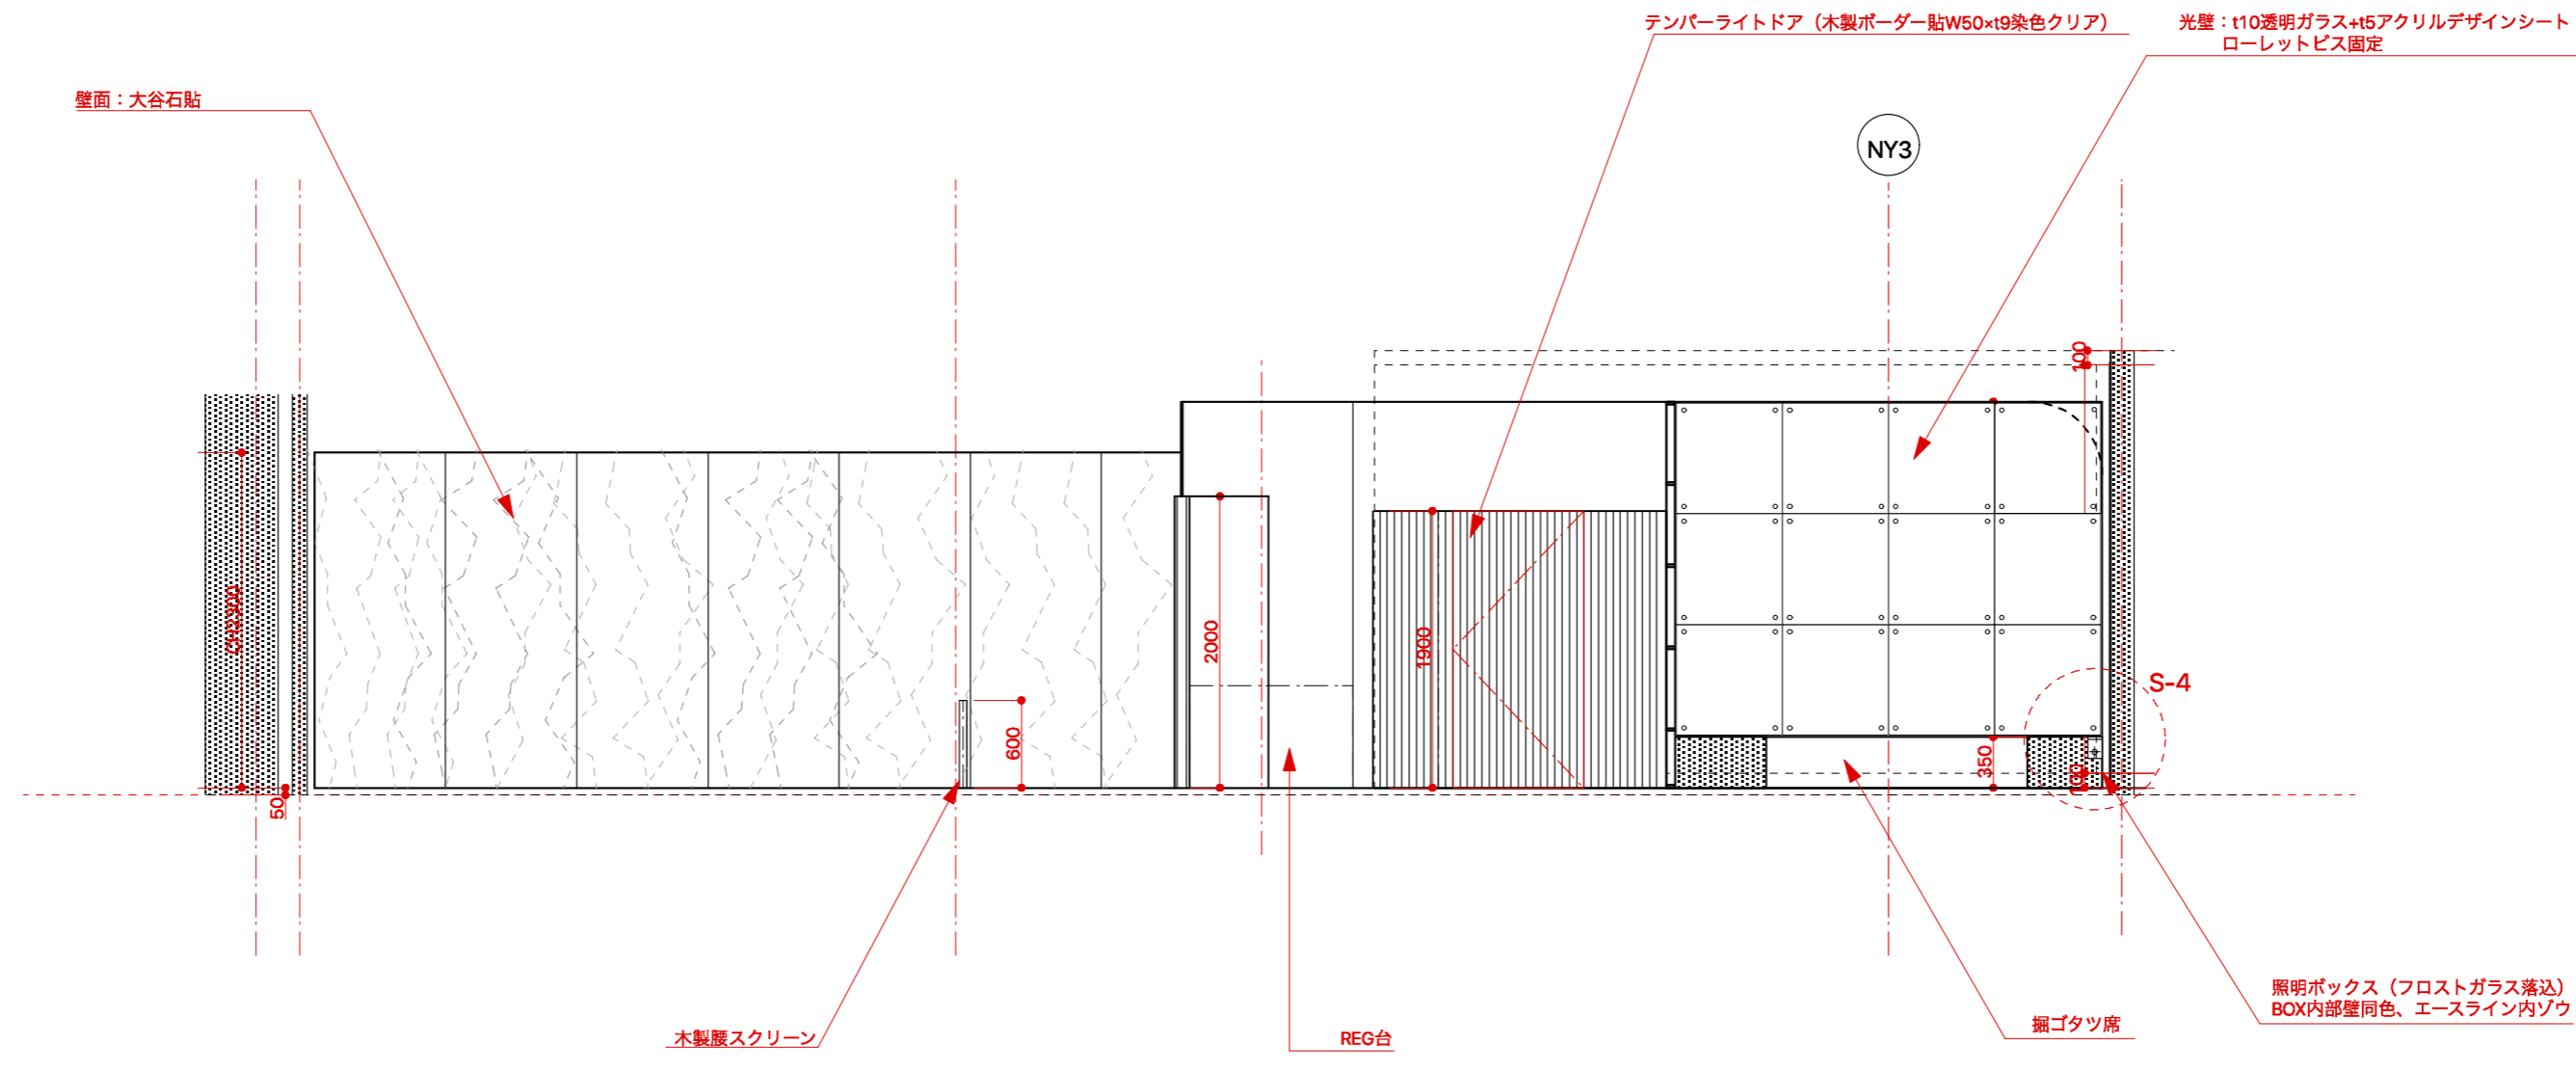 テンパーライトドア（木製ボーダー貼W50×t9染色クリア）
光壁：t10透明ガラス+t5アクリルデザインシート
ローレットビス固定
壁面：大谷石貼
NY3
100
CH2300
2000
1900
600
350
100
50
S-4
木製腰スクリーン
REG台
掘ゴタツ席
照明ボックス（フロストガラス落込）
BOX内部壁同色、エースライン内ゾウ